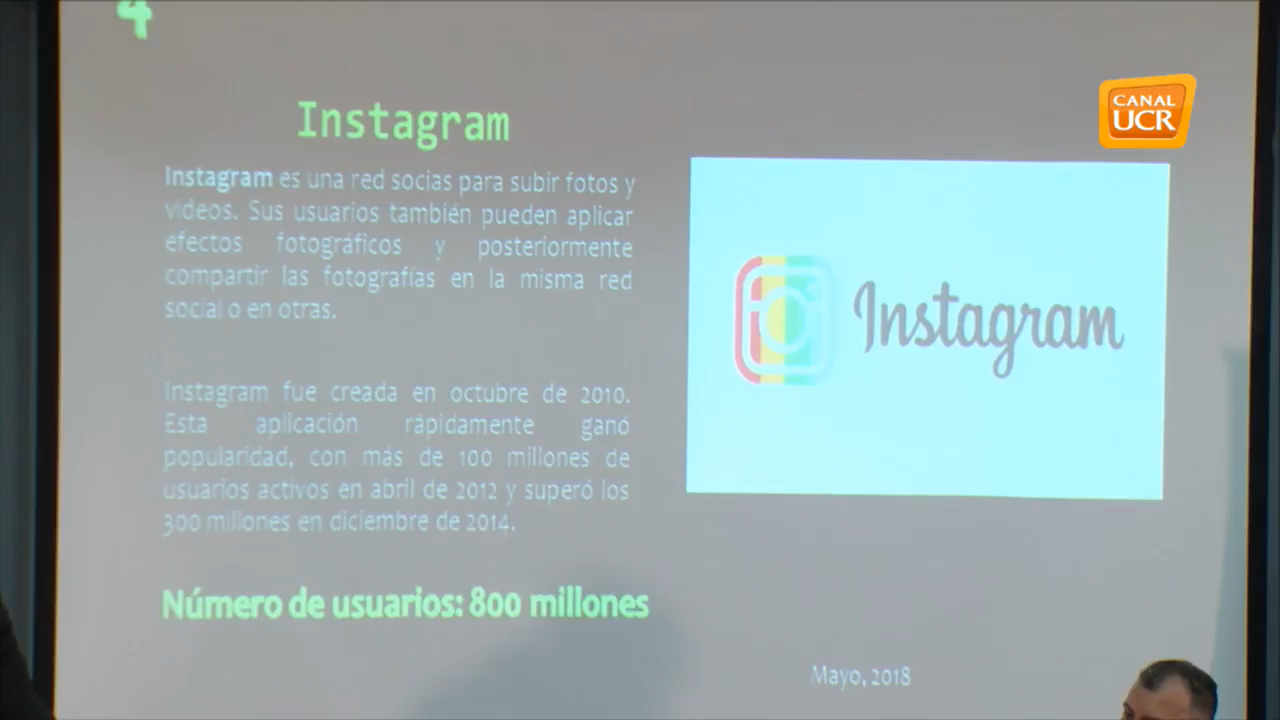 4
CANAL
UCR
Instagram
Instagram es una red socias para subir fotos y
videos. Sus usuarios también pueden aplicar
efectos fotográficos y posteriormente
compartir las fotografías en la misma red
social o en otras.
Instagram
Instagram fue creada en octubre de 2010.
Esta aplicación rápidamente ganó
popularidad, con más de 100 millones de
usuarios activos en abril de 2012 y superó los
300 millones en diciembre de 2014.
Número de usuarios: 800 millones
Mayo, 2018